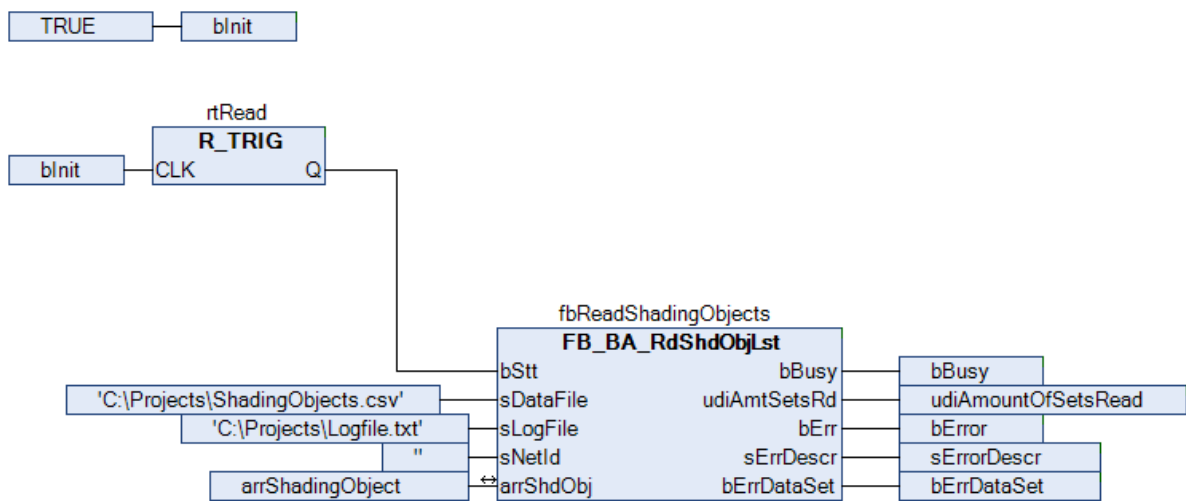 TRUE bInit
rtRead
R_TRIG
bInit CLK Q
fbReadShadingObjects
FB_BA_RdShdObjLst
bStt bBusy bBusy
'C:\Projects\ShadingObjects.csv' sDataFile udiAmtSetsRd udiAmountOfSetsRead
'C:\Projects\Logfile.txt' sLogFile bErr bError
'' sNetId sErrDescr sErrorDescr
arrShadingObject ↔ arrShdObj bErrDataSet bErrDataSet